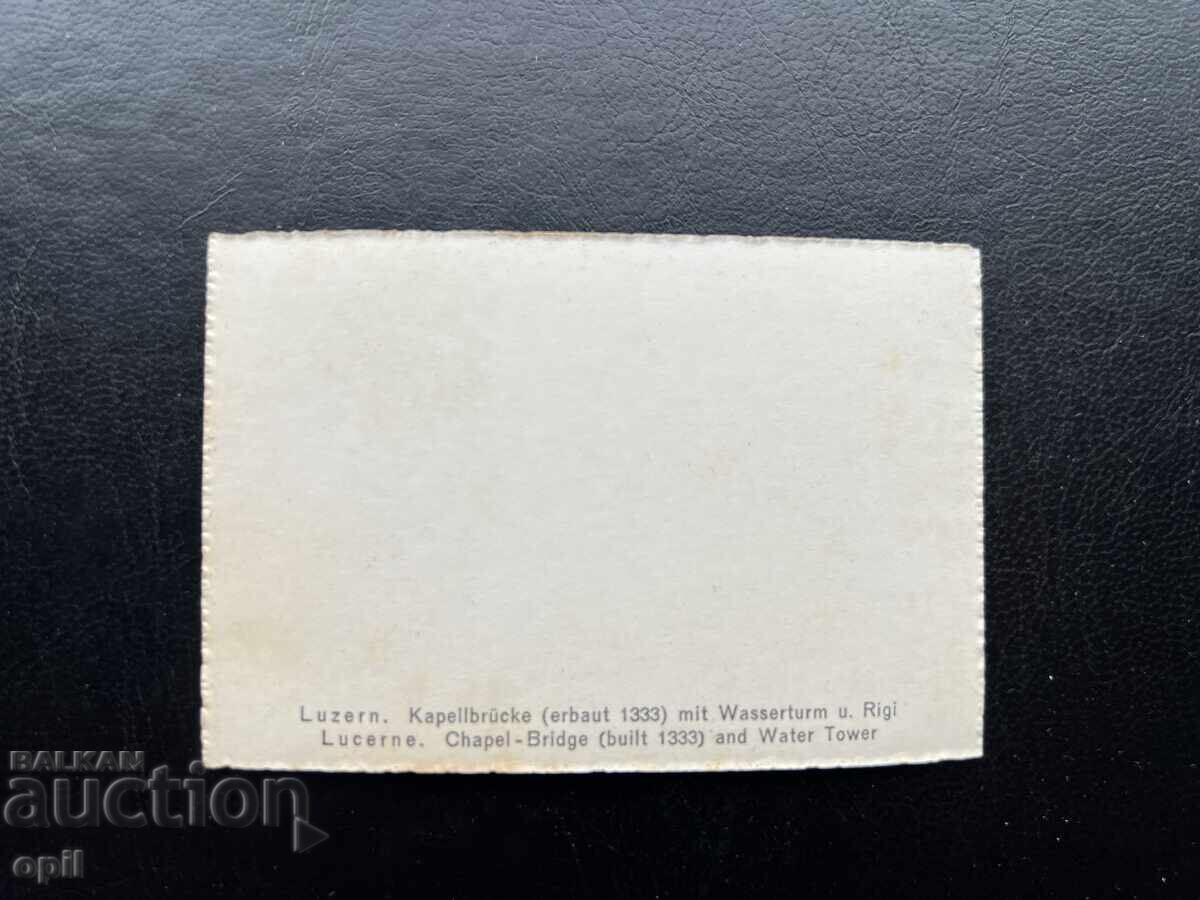 Luzern. Kapellbrücke (erbaut 1333) mit Wasserturm u. Rigi
Lucerne. Chapel-Bridge (built 1333) and Water Tower
BALKAN
auction
opil